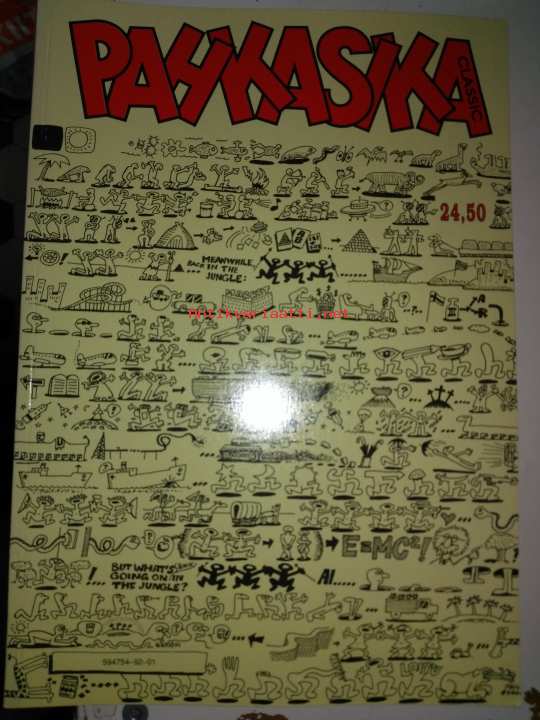 PAHKASIKA
CLASSIC
24,50
MEANWHILE,
BACK IN THE
JUNGLE:
Antikvariaatti.net
E=MC²!
BUT WHAT'S
GOING ON IN
THE JUNGLE?
AI.....
594754-92-01